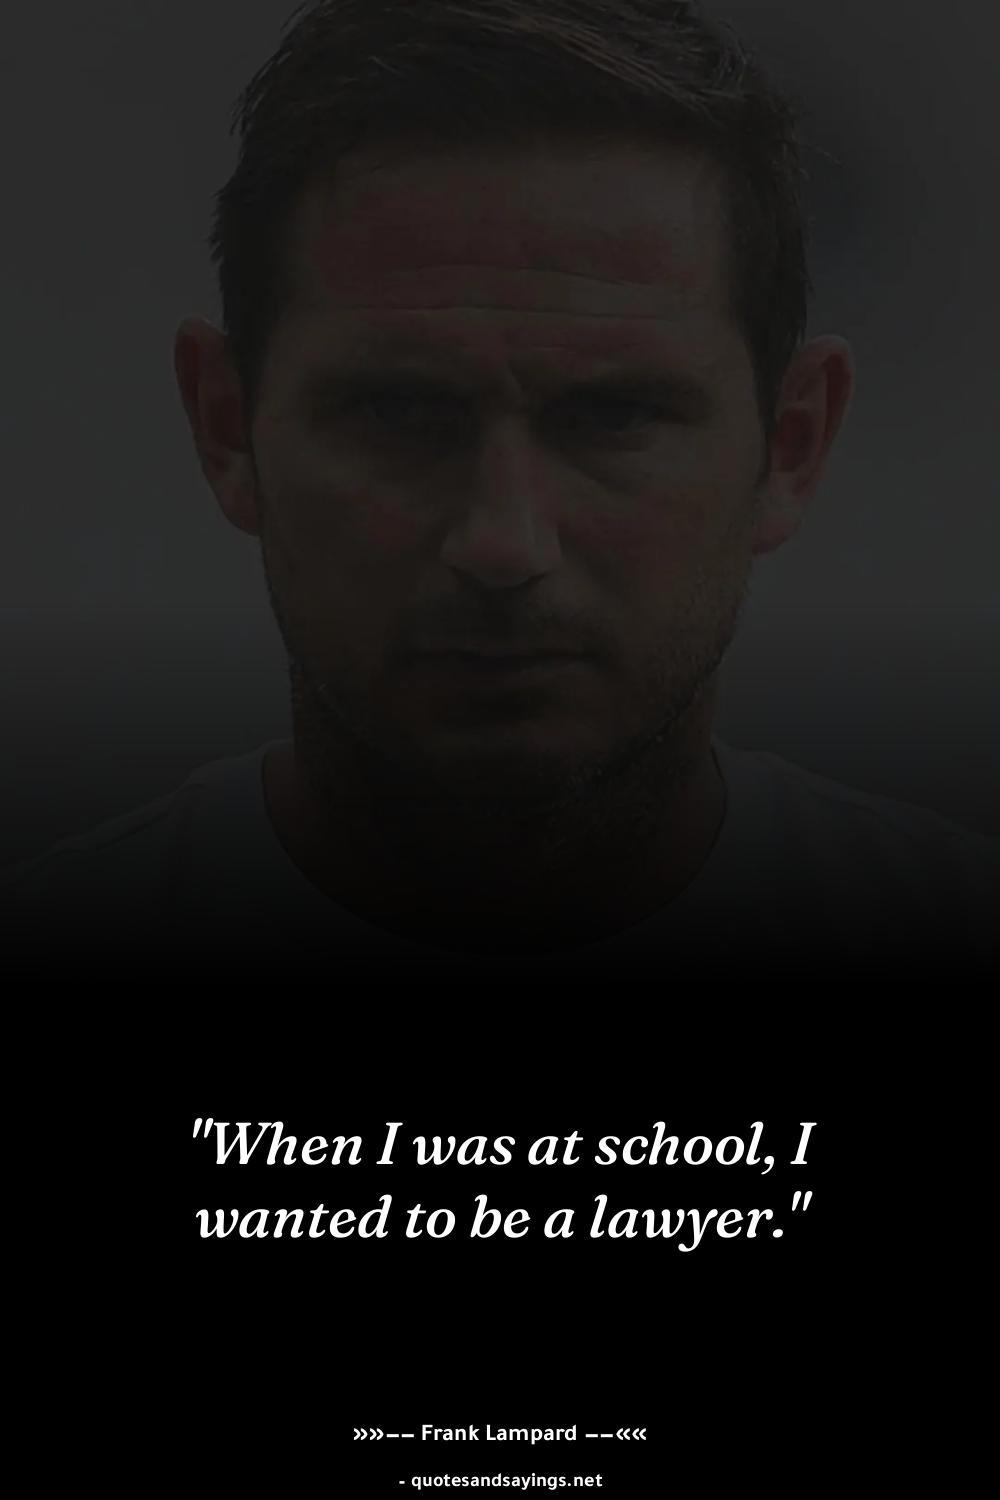 "When I was at school, I
wanted to be a lawyer."
»»−− Frank Lampard −−««
- quotesandsayings.net